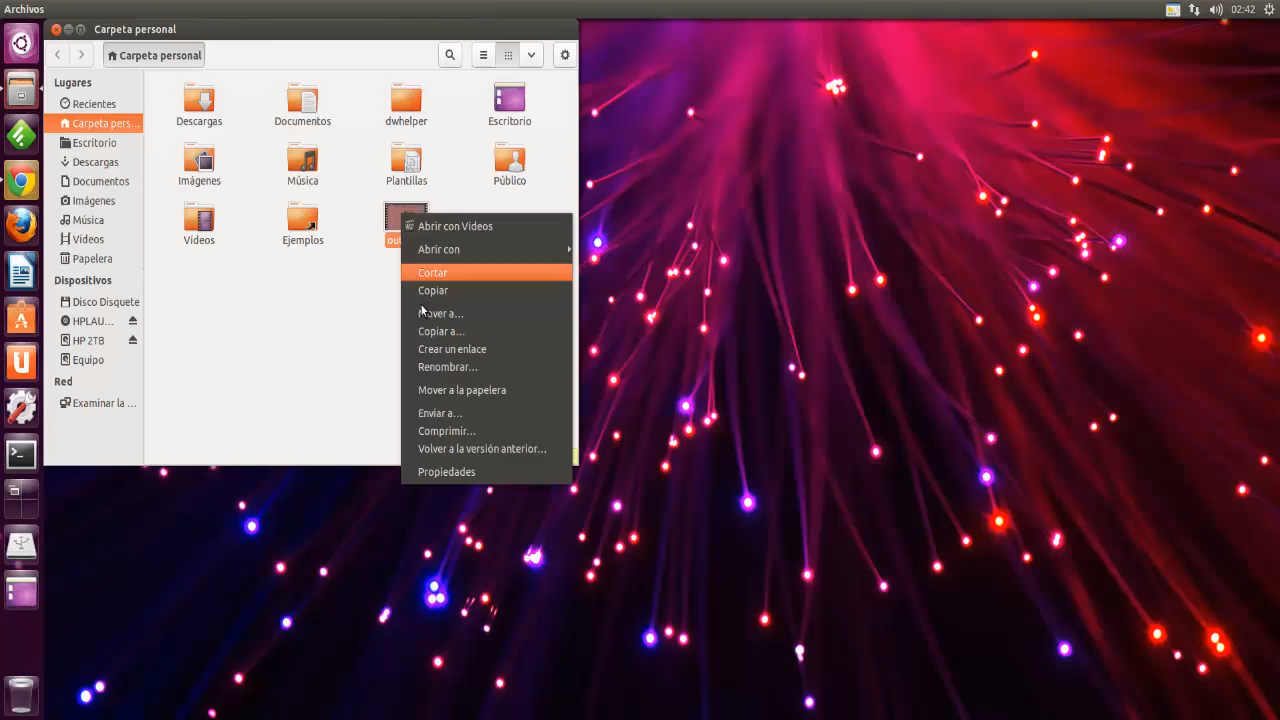 Archivos
02:42
Carpeta personal
Carpeta personal
Lugares
Recientes
Carpeta pers...
Escritorio
Descargas
Documentos
Imágenes
Música
Vídeos
Papelera
Dispositivos
Disco Disquete
HPLAU...
HP 2TB
Equipo
Red
Examinar la ...
Descargas
Documentos
dwhelper
Escritorio
Imágenes
Música
Plantillas
Público
Vídeos
Ejemplos
Abrir con Vídeos
Abrir con
Cortar
Copiar
Mover a...
Copiar a...
Crear un enlace
Renombrar...
Mover a la papelera
Enviar a...
Comprimir...
Volver a la versión anterior...
Propiedades